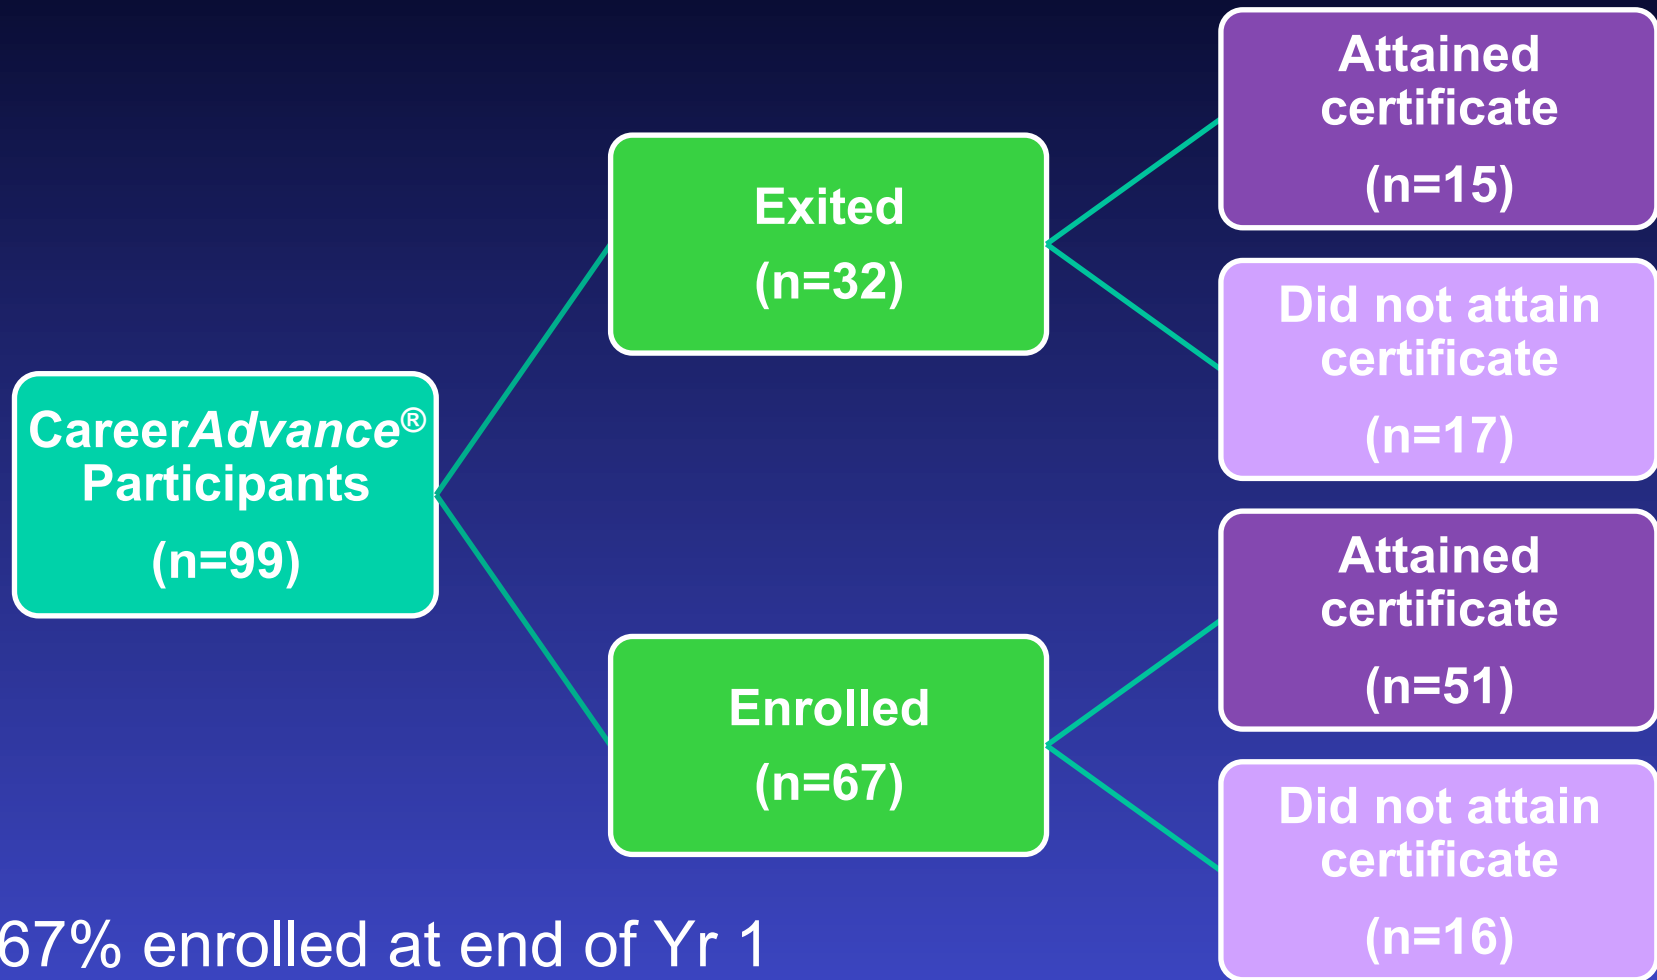 CareerAdvance®
Participants
(n=99)
Exited
(n=32)
Enrolled
(n=67)
Attained
certificate
(n=15)
Did not attain
certificate
(n=17)
Attained
certificate
(n=51)
Did not attain
certificate
(n=16)
67% enrolled at end of Yr 1